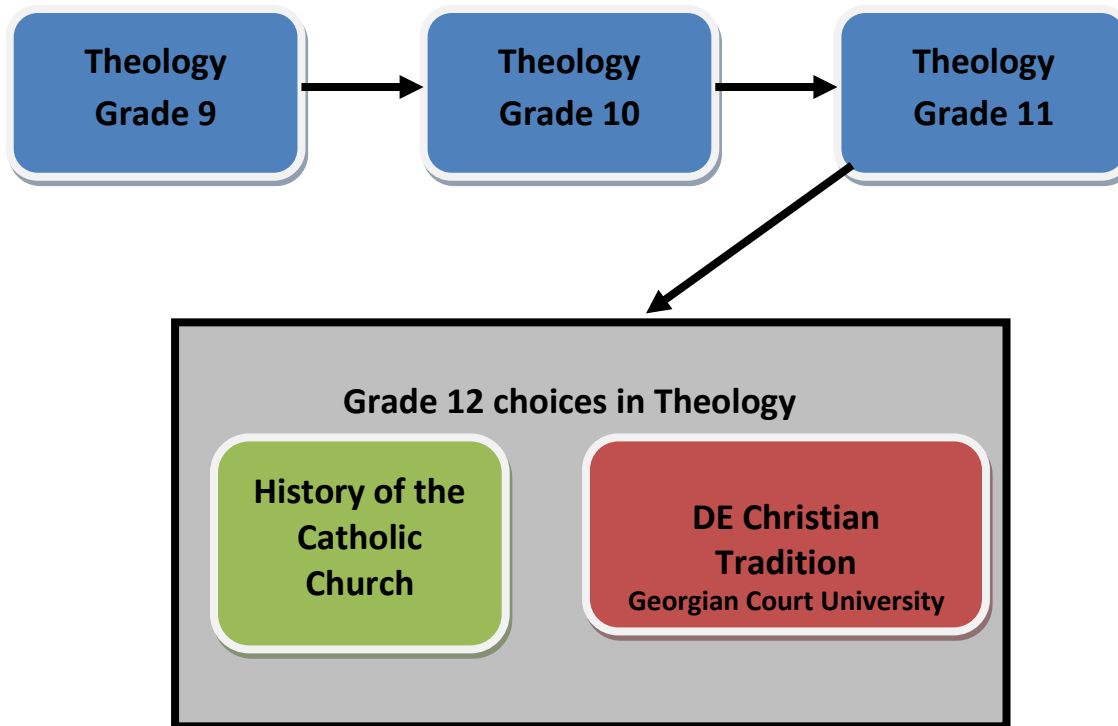 Theology
Grade 9
Theology
Grade 10
Theology
Grade 11
Grade 12 choices in Theology
History of the
Catholic
Church
DE Christian
Tradition
Georgian Court University